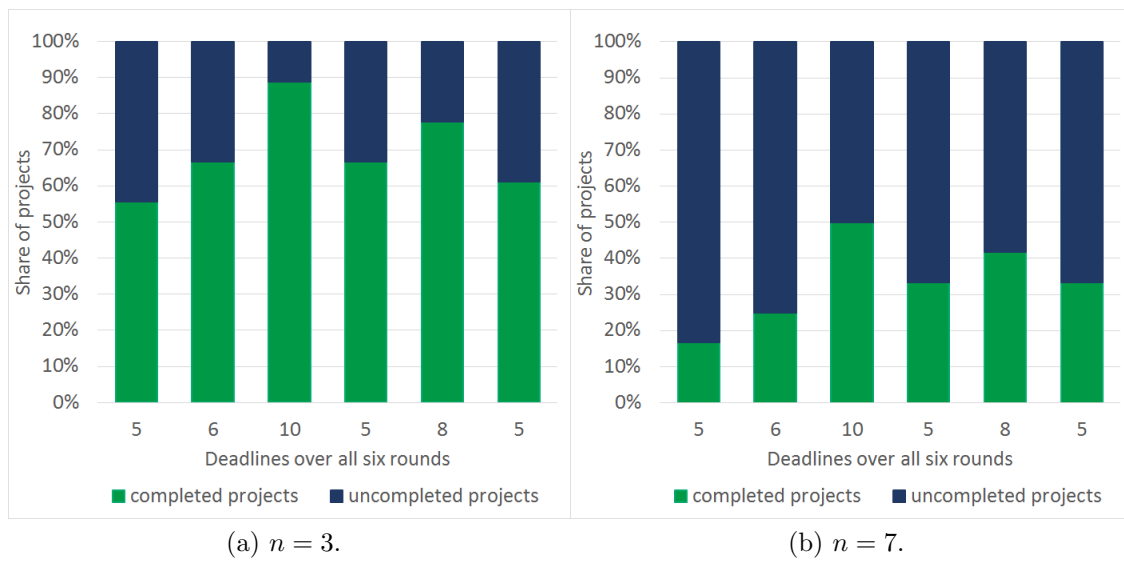 100%
90%
80%
70%
60%
50%
40%
30%
20%
10%
0%
Share of projects
5 6 10 5 8 5
Deadlines over all six rounds
completed projects uncompleted projects
(a) n = 3.
100%
90%
80%
70%
60%
50%
40%
30%
20%
10%
0%
Share of projects
5 6 10 5 8 5
Deadlines over all six rounds
completed projects uncompleted projects
(b) n = 7.